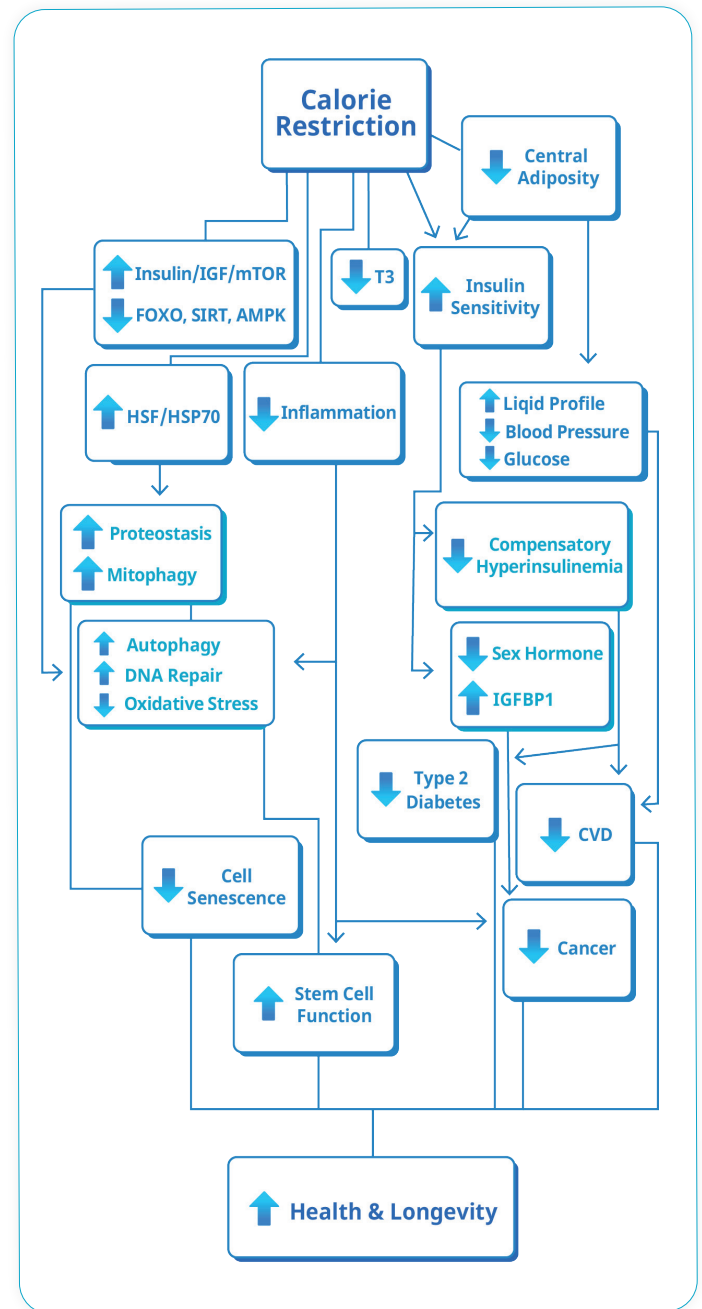 Calorie
Restriction
Central
Adiposity
Insulin/IGF/mTOR
FOXO, SIRT, AMPK
T3
Insulin
Sensitivity
HSF/HSP70
Inflammation
Liqid Profile
Blood Pressure
Glucose
Proteostasis
Mitophagy
Compensatory
Hyperinsulinemia
Autophagy
DNA Repair
Oxidative Stress
Sex Hormone
IGFBP1
Type 2
Diabetes
CVD
Cell
Senescence
Cancer
Stem Cell
Function
Health & Longevity